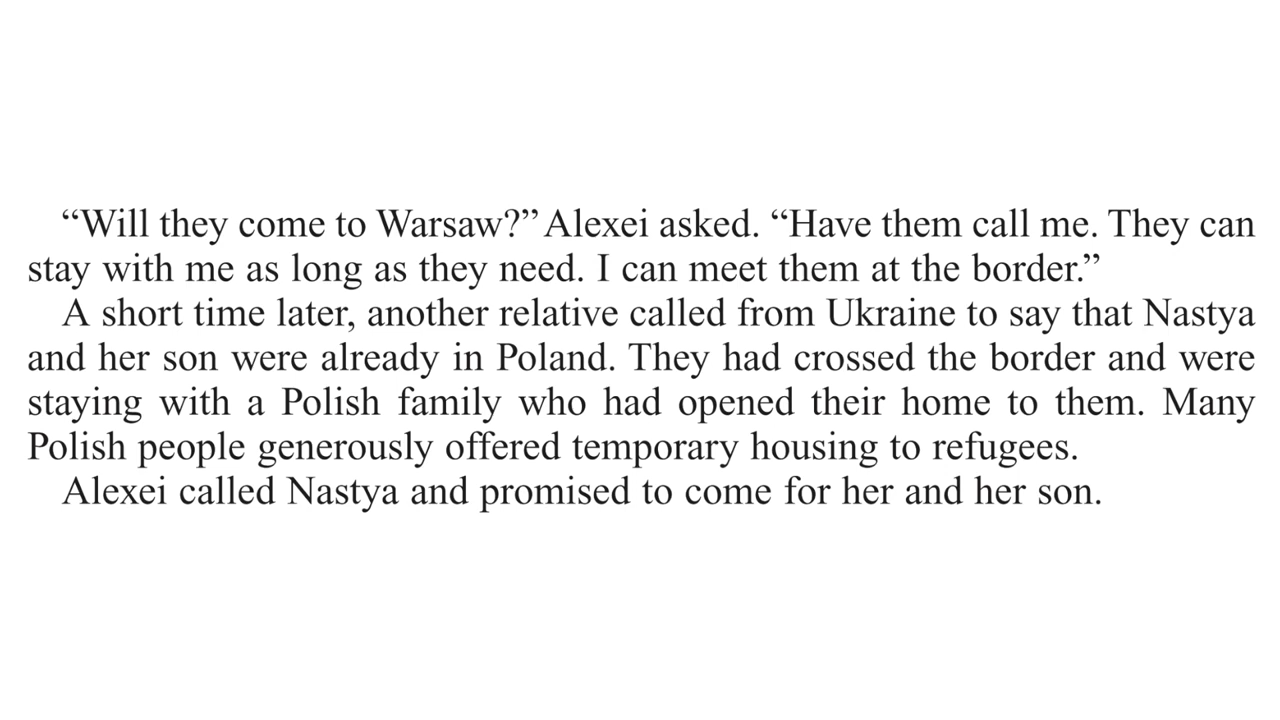 “Will they come to Warsaw?” Alexei asked. “Have them call me. They can
stay with me as long as they need. I can meet them at the border.”
A short time later, another relative called from Ukraine to say that Nastya
and her son were already in Poland. They had crossed the border and were
staying with a Polish family who had opened their home to them. Many
Polish people generously offered temporary housing to refugees.
Alexei called Nastya and promised to come for her and her son.